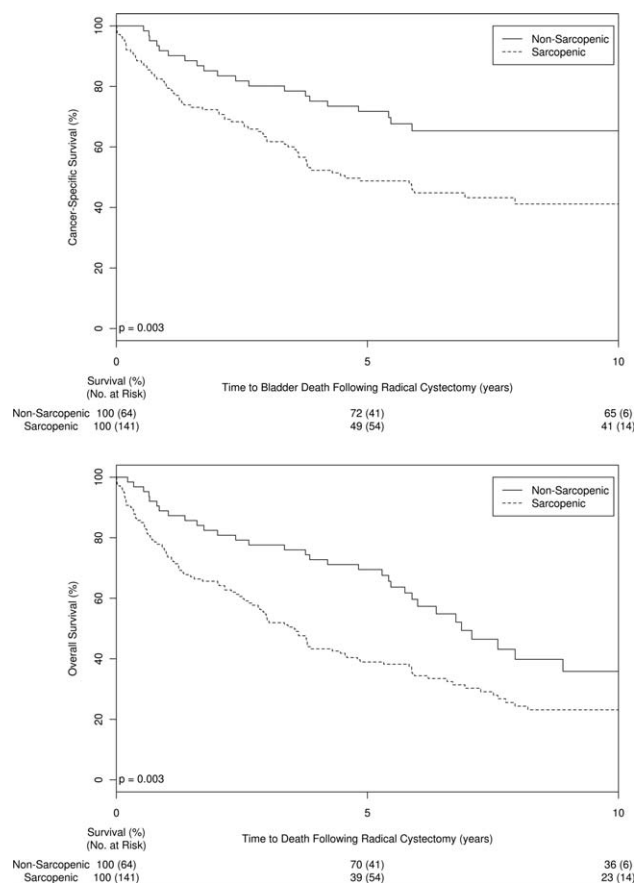 Non-Sarcopenic
Sarcopenic
Cancer-Specific Survival (%)
100
80
60
40
20
0
p = 0.003
0 5 10
Survival (%)
(No. at Risk)
Time to Bladder Death Following Radical Cystectomy (years)
Non-Sarcopenic 100 (64) 72 (41) 65 (6)
Sarcopenic 100 (141) 49 (54) 41 (14)
Non-Sarcopenic
Sarcopenic
Overall Survival (%)
100
80
60
40
20
0
p = 0.003
0 5 10
Survival (%)
(No. at Risk)
Time to Death Following Radical Cystectomy (years)
Non-Sarcopenic 100 (64) 70 (41) 36 (6)
Sarcopenic 100 (141) 39 (54) 23 (14)